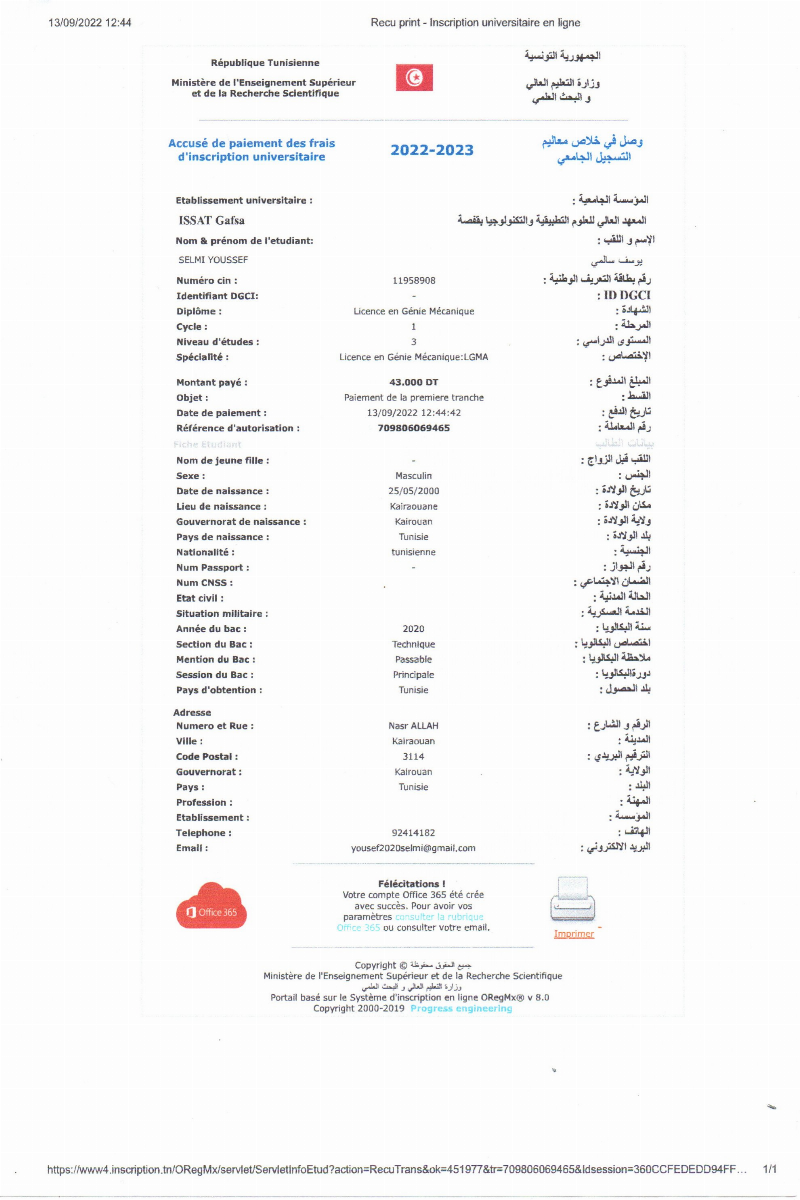 13/09/2022 12:44 Recu print - Inscription universitaire en ligne
République Tunisienne الجمهورية التونسية
Ministère de l'Enseignement Supérieur وزارة التعليم العالي
et de la Recherche Scientifique و البحث العلمي
Accusé de paiement des frais 2022-2023 وصل في خلاص معاليم
d'inscription universitaire التسجيل الجامعي
Etablissement universitaire : المؤسسة الجامعية :
ISSAT Gafsa المعهد العالي للعلوم التطبيقية والتكنولوجيا بقفصة
Nom & prénom de l'etudiant: الإسم و اللقب :
SELMI YOUSSEF يوسف سالمي
Numéro cin : 11958908 رقم بطاقة التعريف الوطنية :
Identifiant DGCI: - ID DGCI :
Diplôme : Licence en Génie Mécanique الشهادة :
Cycle : 1 المرحلة :
Niveau d'études : 3 المستوى الدراسي :
Spécialité : Licence en Génie Mécanique:LGMA الإختصاص :
Montant payé : 43.000 DT المبلغ المدفوع :
Objet : Paiement de la premiere tranche القسط :
Date de paiement : 13/09/2022 12:44:42 تاريخ الدفع :
Référence d'autorisation : 709806069465 رقم المعاملة :
Fiche Etudiant بيانات الطالب
Nom de jeune fille : - اللقب قبل الزواج :
Sexe : Masculin الجنس :
Date de naissance : 25/05/2000 تاريخ الولادة :
Lieu de naissance : Kairaouane مكان الولادة :
Gouvernorat de naissance : Kairouan ولاية الولادة :
Pays de naissance : Tunisie بلد الولادة :
Nationalité : tunisienne الجنسية :
Num Passport : - رقم الجواز :
Num CNSS : الضمان الاجتماعي :
Etat civil : الحالة المدنية :
Situation militaire : الخدمة العسكرية :
Année du bac : 2020 سنة البكالويا :
Section du Bac : Technique اختصاص البكالويا :
Mention du Bac : Passable ملاحظة البكالويا :
Session du Bac : Principale دورةالبكالويا :
Pays d'obtention : Tunisie بلد الحصول :
Adresse
Numero et Rue : Nasr ALLAH الرقم و الشارع :
Ville : Kairaouan المدينة :
Code Postal : 3114 الترقيم البريدي :
Gouvernorat : Kairouan الولاية :
Pays : Tunisie البلد :
Profession : المهنة :
Etablissement : المؤسسة :
Telephone : 92414182 الهاتف :
Email : yousef2020selmi@gmail.com البريد الالكتروني :
Félécitations !
Votre compte Office 365 été crée
avec succès. Pour avoir vos
paramètres consulter la rubrique
Office 365 ou consulter votre email.
Office 365
Imprimer
Copyright © جميع الحقوق محفوظة
Ministère de l'Enseignement Supérieur et de la Recherche Scientifique
وزارة التعليم العالي و البحث العلمي
Portail basé sur le Système d'inscription en ligne ORegMx® v 8.0
Copyright 2000-2019 Progress engineering
https://www4.inscription.tn/ORegMx/servlet/ServletInfoEtud?action=RecuTrans&ok=451977&tr=709806069465&Idsession=360CCFEDEDD94FF... 1/1